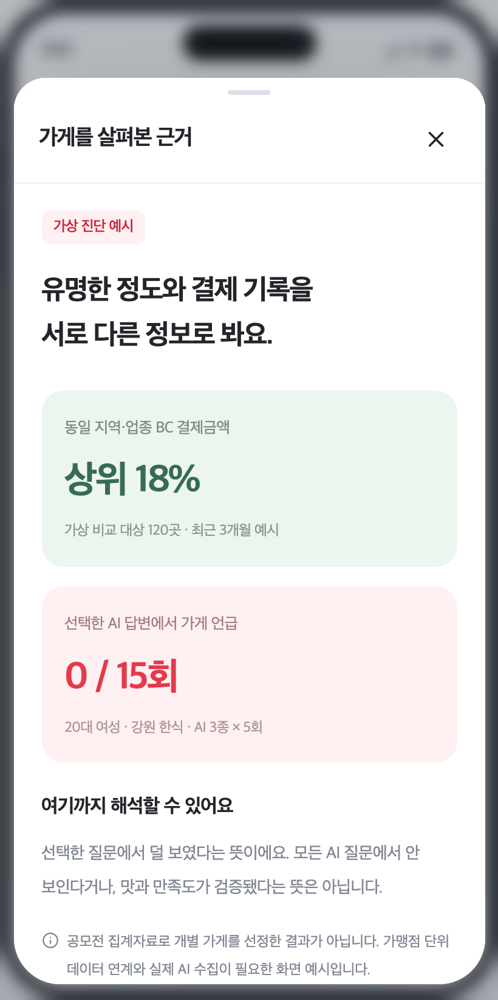 가게를 살펴본 근거
가상 진단 예시
유명한 정도와 결제 기록을
서로 다른 정보로 봐요.
동일 지역·업종 BC 결제금액
상위 18%
가상 비교 대상 120곳 · 최근 3개월 예시
선택한 AI 답변에서 가게 언급
0 / 15회
20대 여성 · 강원 한식 · AI 3종 × 5회
여기까지 해석할 수 있어요
선택한 질문에서 덜 보였다는 뜻이에요. 모든 AI 질문에서 안
보인다거나, 맛과 만족도가 검증됐다는 뜻은 아닙니다.
공모전 집계자료로 개별 가게를 선정한 결과가 아닙니다. 가맹점 단위
데이터 연계와 실제 AI 수집이 필요한 화면 예시입니다.